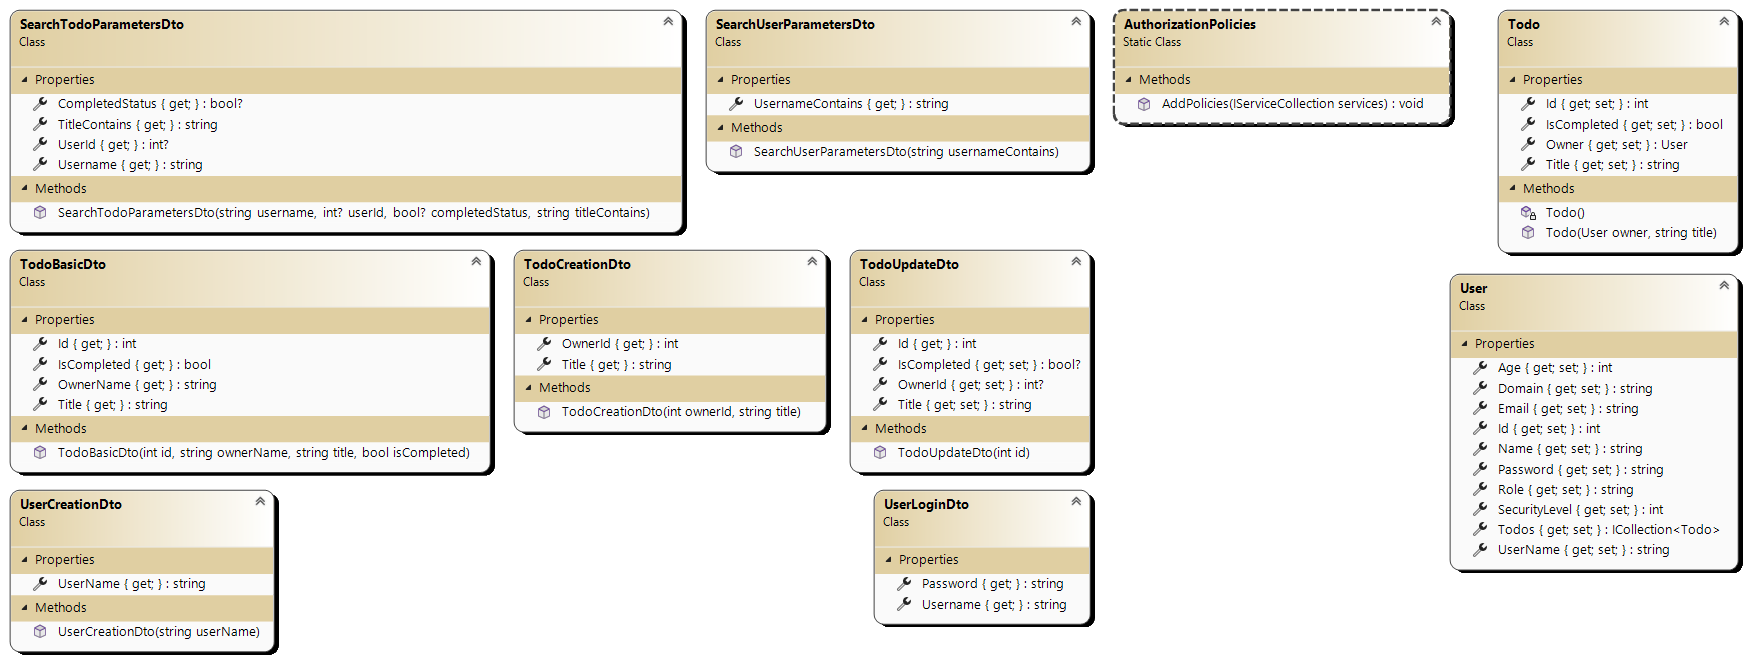 SearchTodoParametersDto
Class
Properties
CompletedStatus { get; } : bool?
TitleContains { get; } : string
UserId { get; } : int?
Username { get; } : string
Methods
SearchTodoParametersDto(string username, int? userId, bool? completedStatus, string titleContains)
SearchUserParametersDto
Class
Properties
UsernameContains { get; } : string
Methods
SearchUserParametersDto(string usernameContains)
AuthorizationPolicies
Static Class
Methods
AddPolicies(IServiceCollection services) : void
Todo
Class
Properties
Id { get; set; } : int
IsCompleted { get; set; } : bool
Owner { get; set; } : User
Title { get; set; } : string
Methods
Todo()
Todo(User owner, string title)
TodoBasicDto
Class
Properties
Id { get; } : int
IsCompleted { get; } : bool
OwnerName { get; } : string
Title { get; } : string
Methods
TodoBasicDto(int id, string ownerName, string title, bool isCompleted)
TodoCreationDto
Class
Properties
OwnerId { get; } : int
Title { get; } : string
Methods
TodoCreationDto(int ownerId, string title)
TodoUpdateDto
Class
Properties
Id { get; } : int
IsCompleted { get; set; } : bool?
OwnerId { get; set; } : int?
Title { get; set; } : string
Methods
TodoUpdateDto(int id)
User
Class
Properties
Age { get; set; } : int
Domain { get; set; } : string
Email { get; set; } : string
Id { get; set; } : int
Name { get; set; } : string
Password { get; set; } : string
Role { get; set; } : string
SecurityLevel { get; set; } : int
Todos { get; set; } : ICollection<Todo>
UserName { get; set; } : string
UserCreationDto
Class
Properties
UserName { get; } : string
Methods
UserCreationDto(string userName)
UserLoginDto
Class
Properties
Password { get; } : string
Username { get; } : string